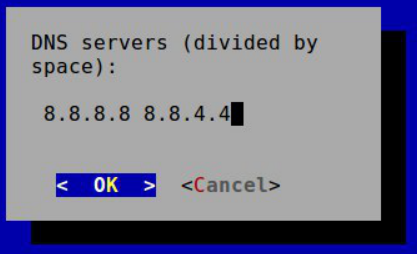 DNS servers (divided by
space):
8.8.8.8 8.8.4.4
<  OK  > <Cancel>